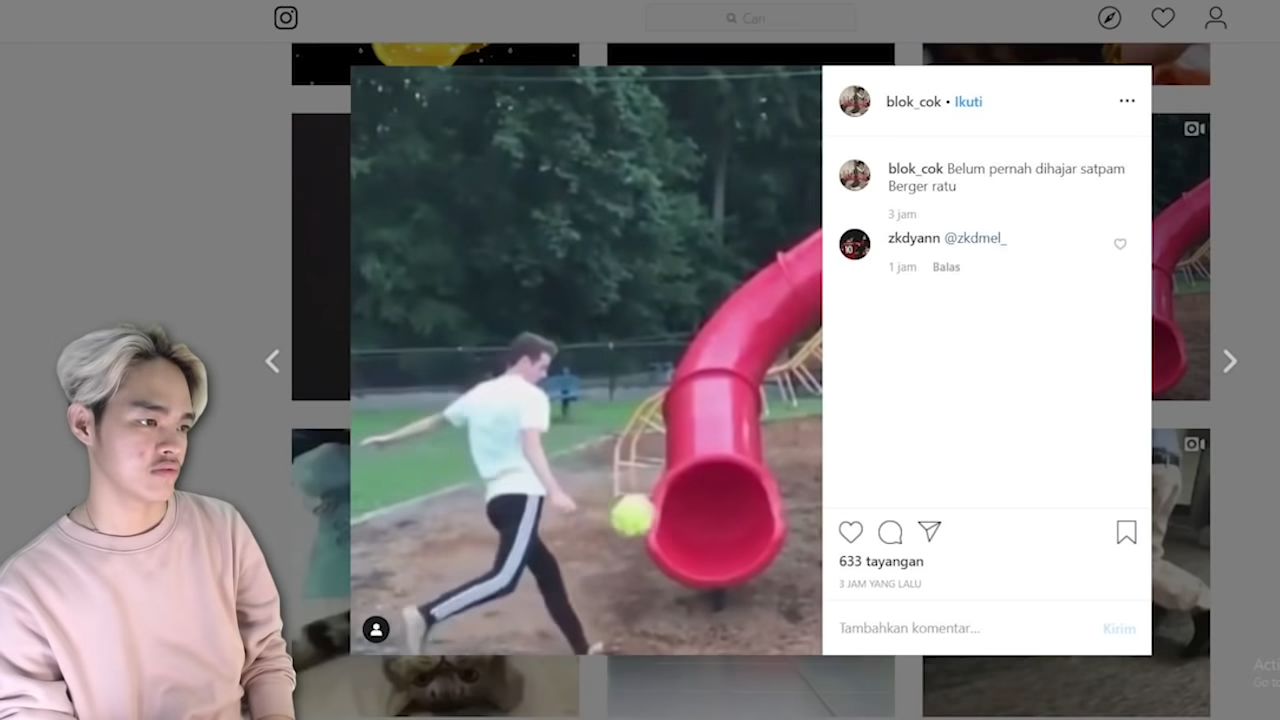 Cari
blok_cok • Ikuti
blok_cok Belum pernah dihajar satpam
Berger ratu
3 jam
zkdyann @zkdmel_
1 jam Balas
633 tayangan
3 JAM YANG LALU
Tambahkan komentar... Kirim
10